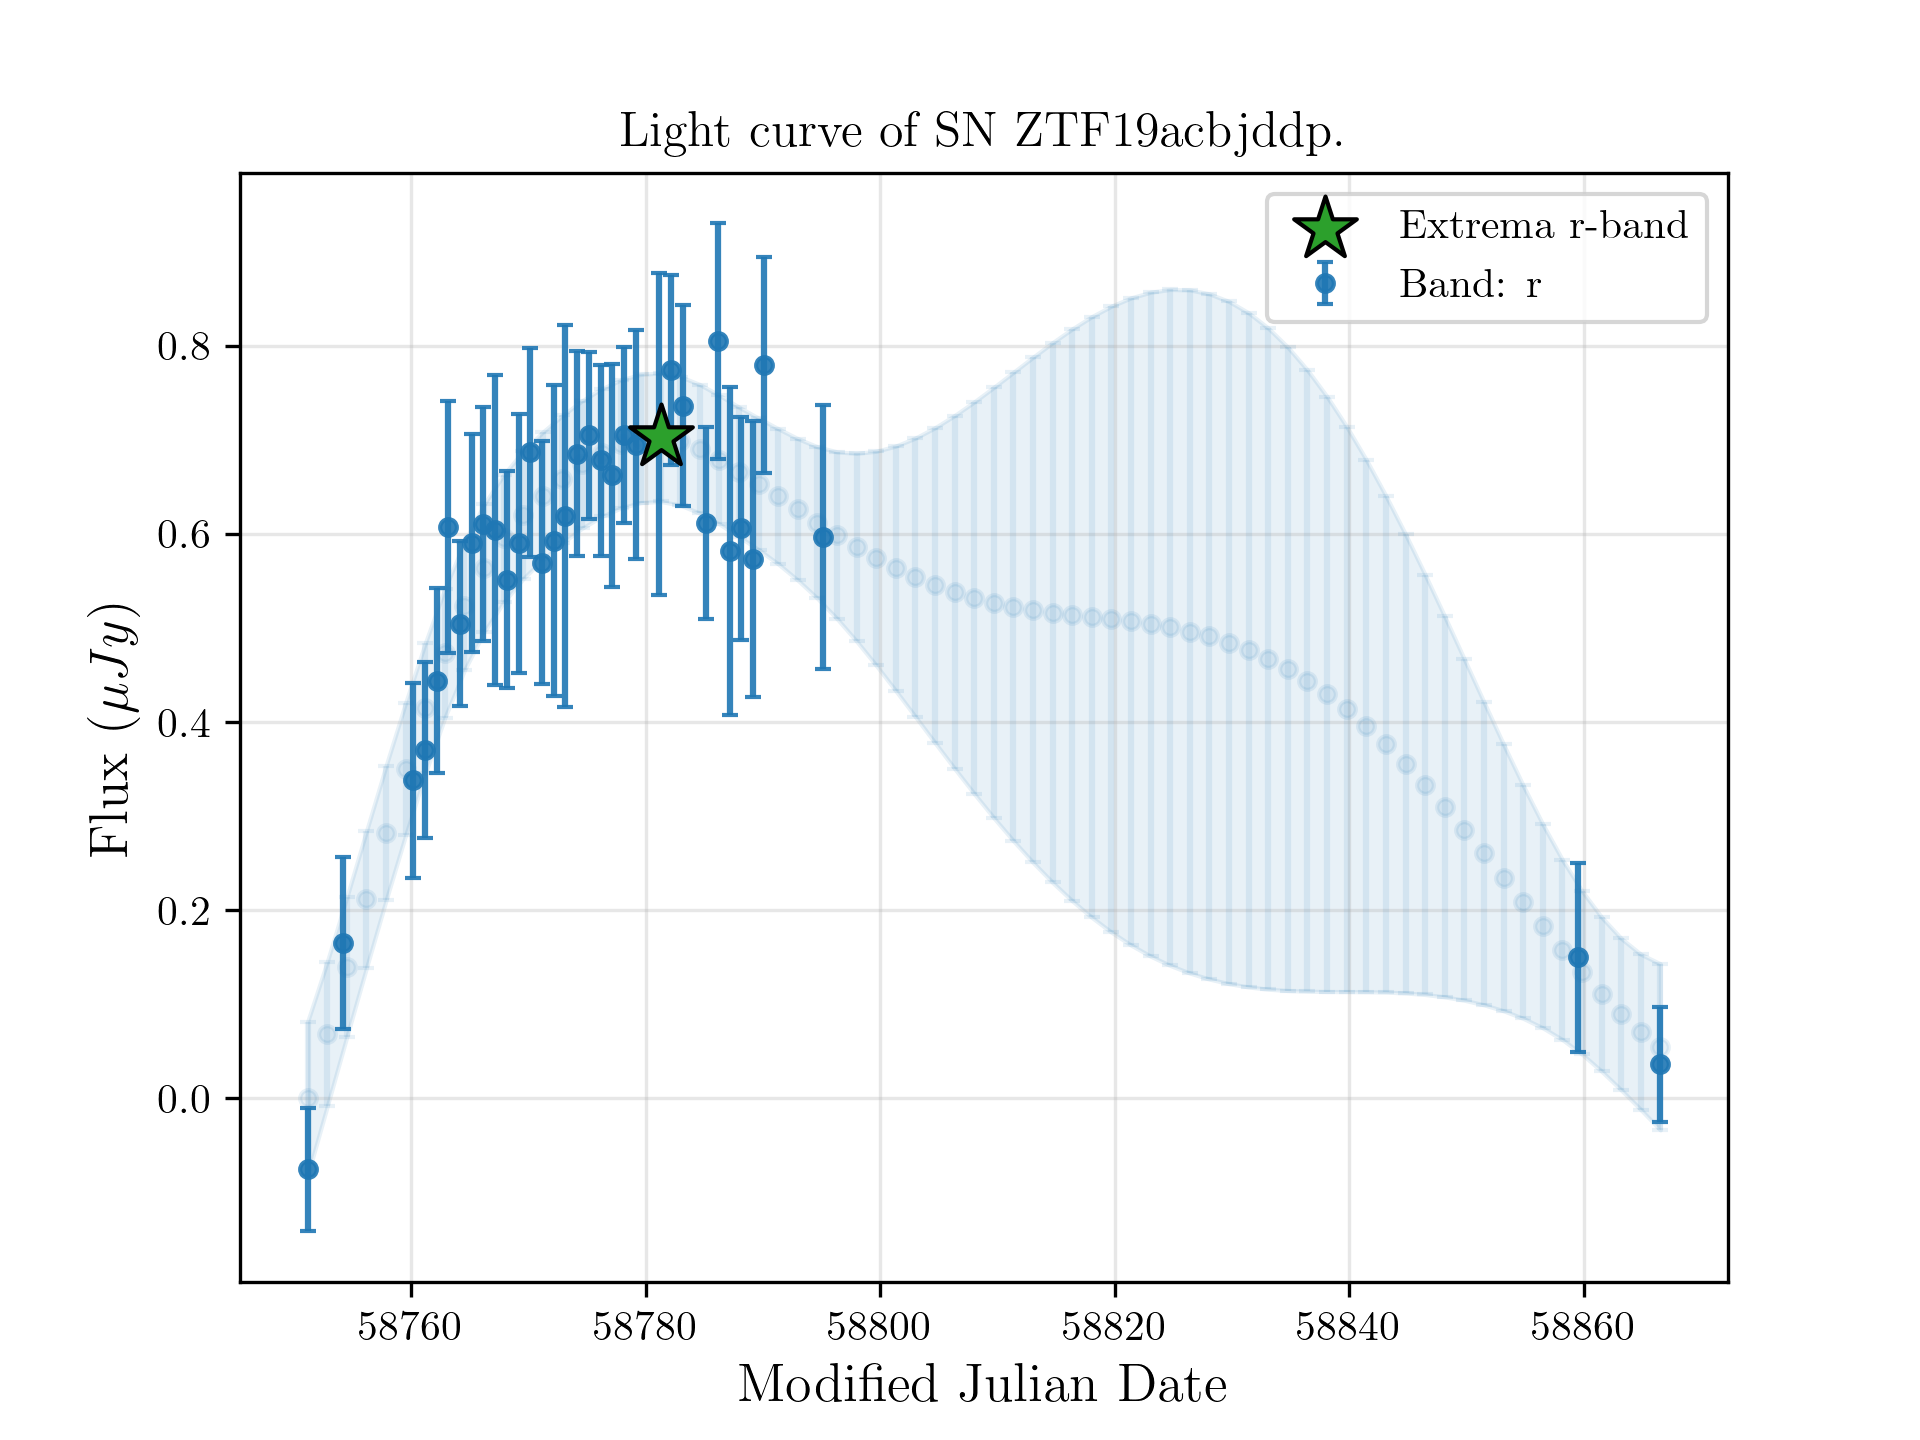 Light curve of SN ZTF19acbjddp.
Extrema r-band
Band: r
Flux (μJy)
0.8
0.6
0.4
0.2
0.0
58760 58780 58800 58820 58840 58860
Modified Julian Date